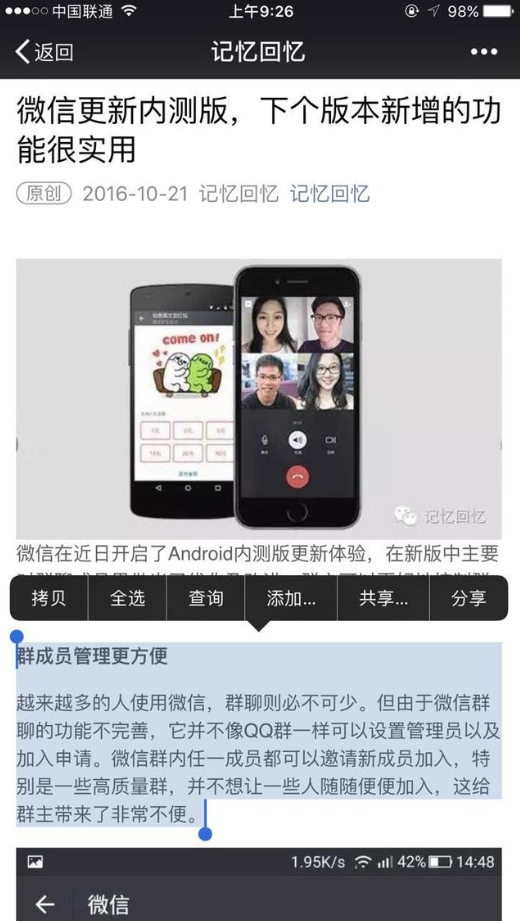 中国联通 上午9:26 98%
返回 记忆回忆
微信更新内测版，下个版本新增的功
能很实用
原创 2016-10-21 记忆回忆 记忆回忆
come on!
记忆回忆
微信在近日开启了Android内测版更新体验，在新版中主要
拷贝 全选 查询 添加... 共享... 分享
群成员管理更方便
越来越多的人使用微信，群聊则必不可少。但由于微信群
聊的功能不完善，它并不像QQ群一样可以设置管理员以及
加入申请。微信群内任一成员都可以邀请新成员加入，特
别是一些高质量群，并不想让一些人随随便便加入，这给
群主带来了非常不便。
1.95K/s 42% 14:48
微信